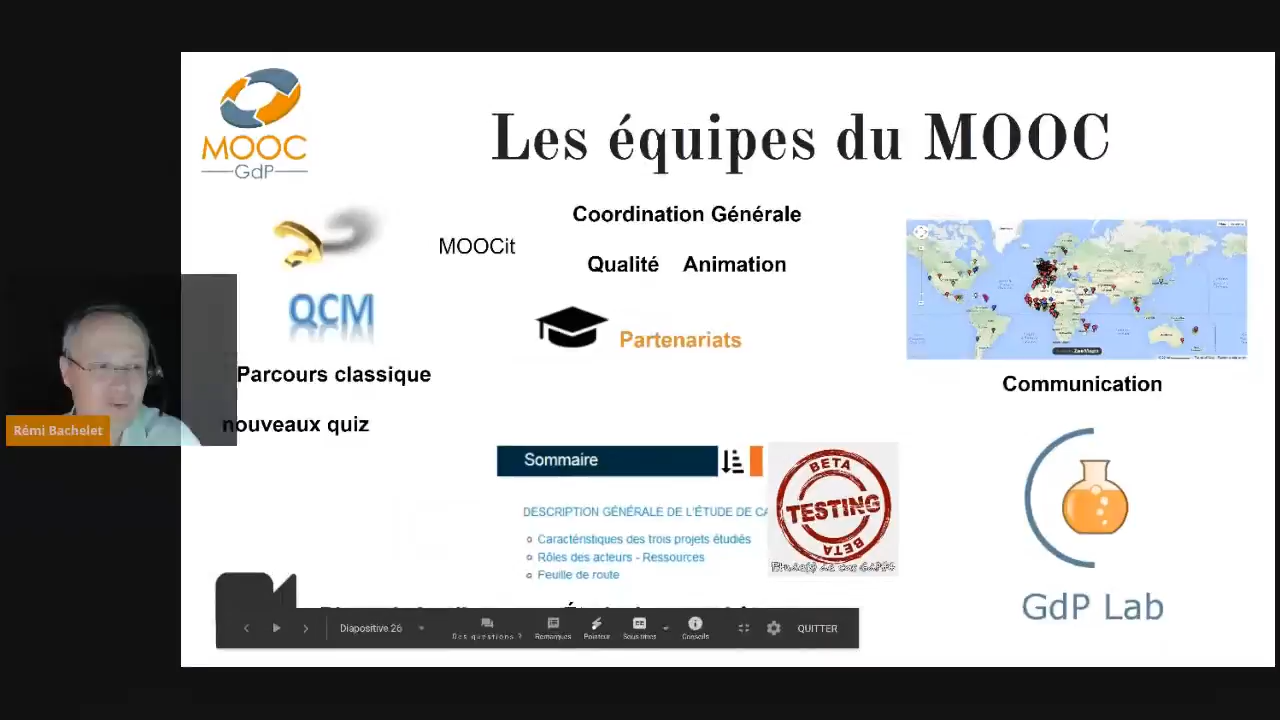 MOOC
GdP
Les équipes du MOOC
Coordination Générale
MOOCit
Qualité Animation
QCM
Partenariats
Parcours classique
Communication
nouveaux quiz
Rémi Bachelet
Sommaire
BETA
TESTING
BETA
DESCRIPTION GÉNÉRALE DE L'ÉTUDE DE CA
Caractéristiques des trois projets étudiés
Rôles des acteurs - Ressources
Feuille de route
GdP Lab
Diapositive 26
Des questions ?
Remarques
Pointeur
Sous-titres
Conseils
QUITTER